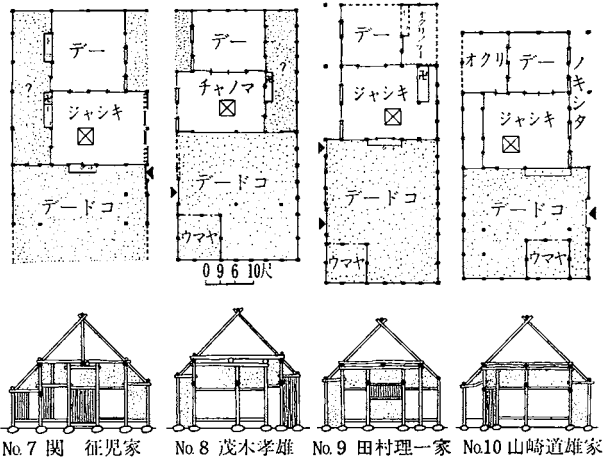 デー
?
ジャシキ
デードコ
デー
?
チャノマ
デードコ
ウマヤ
0 9 6 10尺
デー
ジャシキ
デードコ
ウマヤ
オクリ
デー
ノキシタ
ジャシキ
デードコ
ウマヤ
No.7 関 征児家
No.8 茂木孝雄
No.9 田村理一家
No.10 山崎道雄家